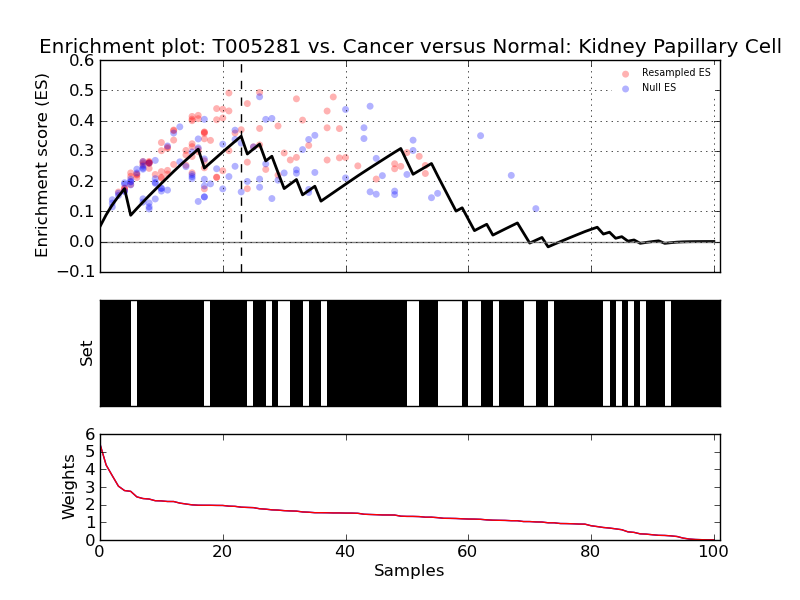 Enrichment plot: T005281 vs. Cancer versus Normal: Kidney Papillary Cell
Enrichment score (ES)
0.6
0.5
0.4
0.3
0.2
0.1
0.0
−0.1
Resampled ES
Null ES
Set
Weights
6
5
4
3
2
1
0
0 20 40 60 80 100
Samples